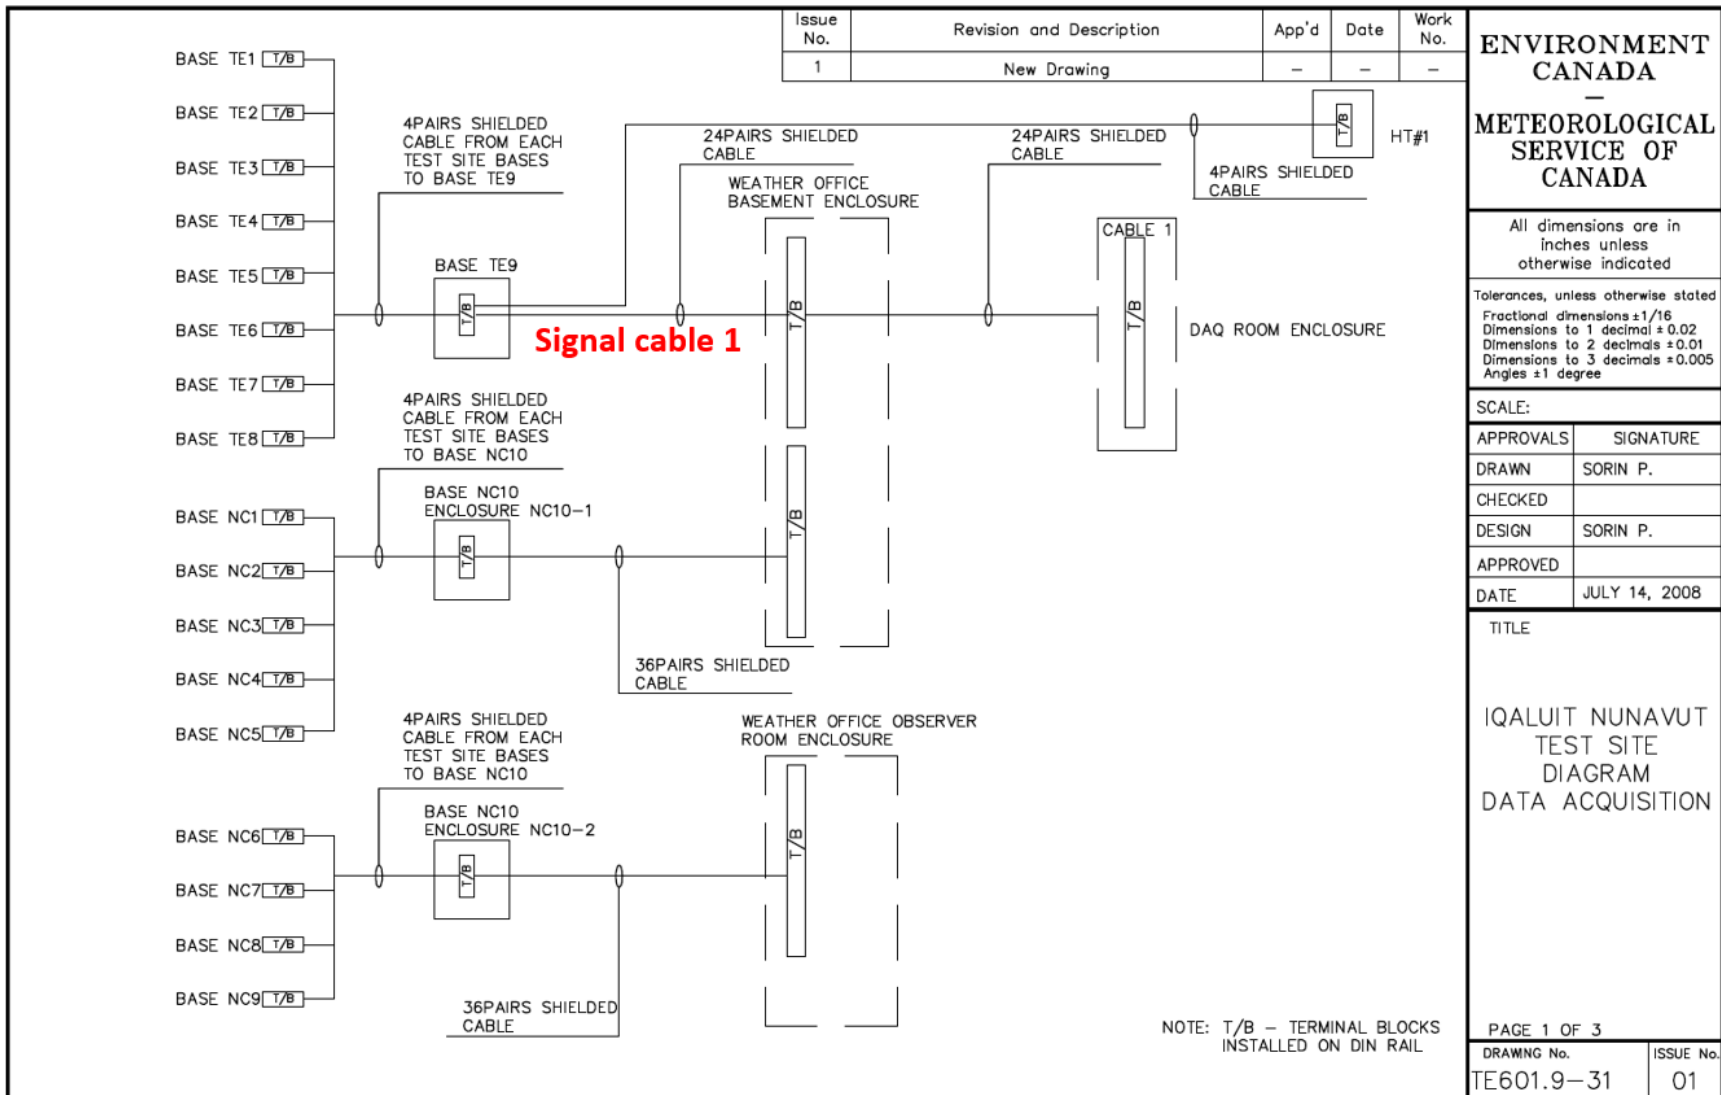 Issue No.
Revision and Description
App'd
Date
Work No.
1
New Drawing
–
–
–
BASE TE1 T/B
BASE TE2 T/B
BASE TE3 T/B
BASE TE4 T/B
BASE TE5 T/B
BASE TE6 T/B
BASE TE7 T/B
BASE TE8 T/B
4PAIRS SHIELDED
CABLE FROM EACH
TEST SITE BASES
TO BASE TE9
BASE TE9
T/B
Signal cable 1
24PAIRS SHIELDED
CABLE
WEATHER OFFICE
BASEMENT ENCLOSURE
T/B
T/B
24PAIRS SHIELDED
CABLE
4PAIRS SHIELDED
CABLE
T/B
HT#1
CABLE 1
T/B
DAQ ROOM ENCLOSURE
BASE NC1 T/B
BASE NC2 T/B
BASE NC3 T/B
BASE NC4 T/B
BASE NC5 T/B
4PAIRS SHIELDED
CABLE FROM EACH
TEST SITE BASES
TO BASE NC10
BASE NC10
ENCLOSURE NC10-1
T/B
36PAIRS SHIELDED
CABLE
BASE NC6 T/B
BASE NC7 T/B
BASE NC8 T/B
BASE NC9 T/B
4PAIRS SHIELDED
CABLE FROM EACH
TEST SITE BASES
TO BASE NC10
BASE NC10
ENCLOSURE NC10-2
T/B
36PAIRS SHIELDED
CABLE
WEATHER OFFICE OBSERVER
ROOM ENCLOSURE
T/B
NOTE: T/B – TERMINAL BLOCKS
INSTALLED ON DIN RAIL
ENVIRONMENT
CANADA
–
METEOROLOGICAL
SERVICE OF
CANADA
All dimensions are in
inches unless
otherwise indicated
Tolerances, unless otherwise stated
Fractional dimensions ±1/16
Dimensions to 1 decimal ±0.02
Dimensions to 2 decimals ±0.01
Dimensions to 3 decimals ±0.005
Angles ±1 degree
SCALE:
APPROVALS SIGNATURE
DRAWN SORIN P.
CHECKED
DESIGN SORIN P.
APPROVED
DATE JULY 14, 2008
TITLE
IQALUIT NUNAVUT
TEST SITE
DIAGRAM
DATA ACQUISITION
PAGE 1 OF 3
DRAWING No.
TE601.9-31
ISSUE No.
01